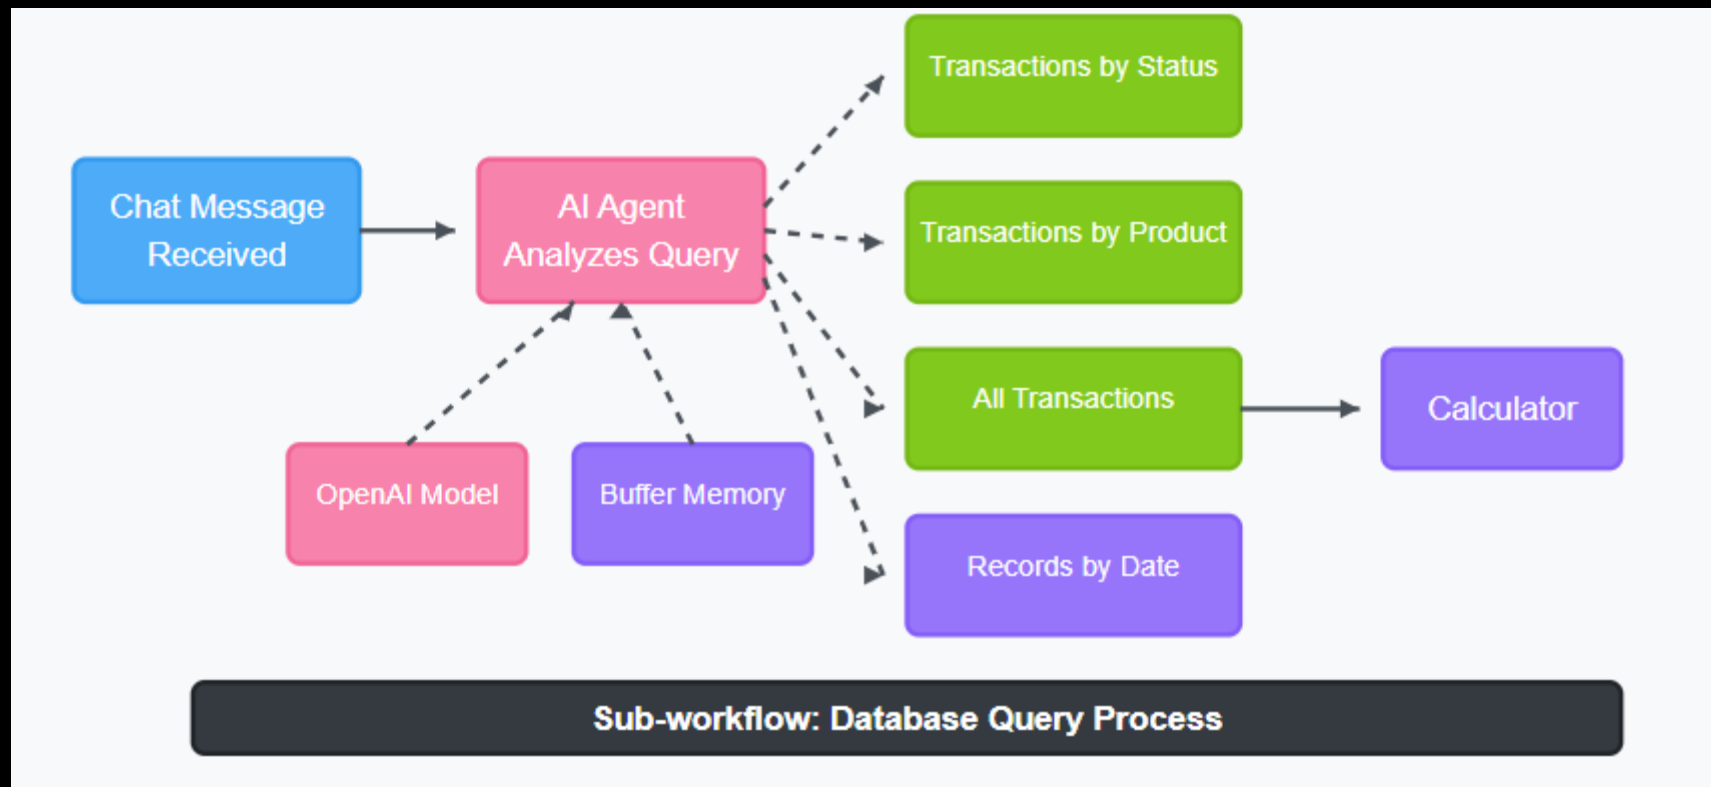 Transactions by Status
Chat Message
Received
AI Agent
Analyzes Query
Transactions by Product
All Transactions
Calculator
OpenAI Model
Buffer Memory
Records by Date
Sub-workflow: Database Query Process